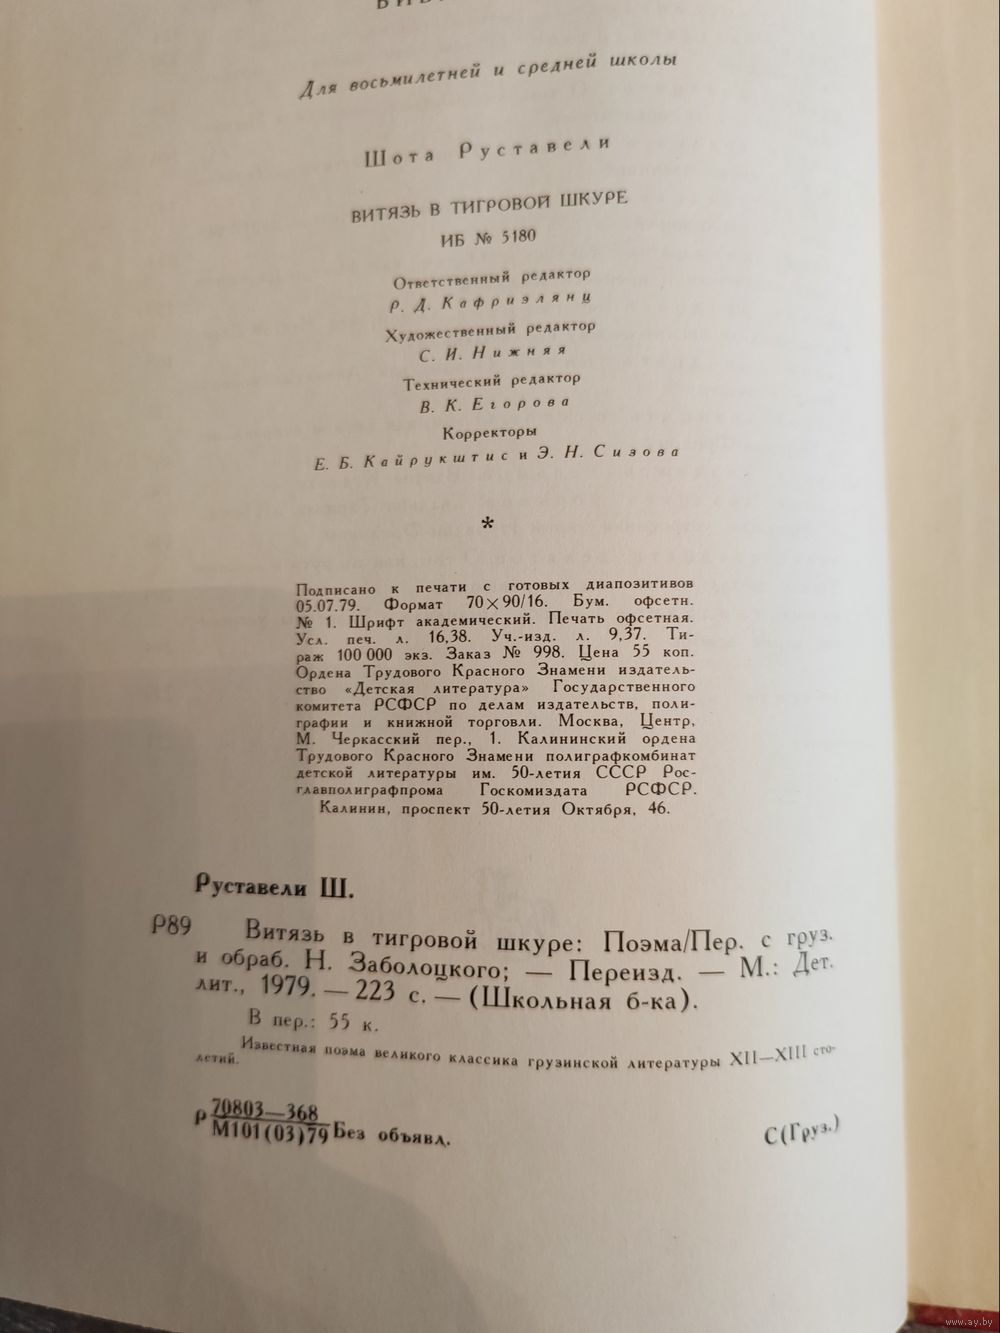 Для восьмилетней и средней школы
Шота Руставели
ВИТЯЗЬ В ТИГРОВОЙ ШКУРЕ
ИБ № 5180
Ответственный редактор
Р. Д. Кафриэлянц
Художественный редактор
С. И. Нижняя
Технический редактор
В. К. Егорова
Корректоры
Е. Б. Кайрукштис и Э. Н. Сизова
*
Подписано к печати с готовых диапозитивов
05.07.79. Формат 70×90/16. Бум. офсетн.
№ 1. Шрифт академический. Печать офсетная.
Усл. печ. л. 16,38. Уч.-изд. л. 9,37. Ти-
раж 100 000 экз. Заказ № 998. Цена 55 коп.
Ордена Трудового Красного Знамени издатель-
ство «Детская литература» Государственного
комитета РСФСР по делам издательств, поли-
графии и книжной торговли. Москва, Центр,
М. Черкасский пер., 1. Калининский ордена
Трудового Красного Знамени полиграфкомбинат
детской литературы им. 50-летия СССР Рос-
главполиграфпрома Госкомиздата РСФСР.
Калинин, проспект 50-летия Октября, 46.
Руставели Ш.
Р89 Витязь в тигровой шкуре: Поэма/Пер. с груз.
и обраб. Н. Заболоцкого; — Переизд. — М.: Дет.
лит., 1979. — 223 с. — (Школьная б-ка).
В пер.: 55 к.
Известная поэма великого классика грузинской литературы XII—XIII сто-
летий.
Р 70803—368
М101(03)79 Без объявл.
С(Груз.)
www.ay.by